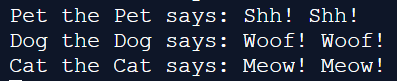 Pet the Pet says: Shh! Shh!
Dog the Dog says: Woof! Woof!
Cat the Cat says: Meow! Meow!